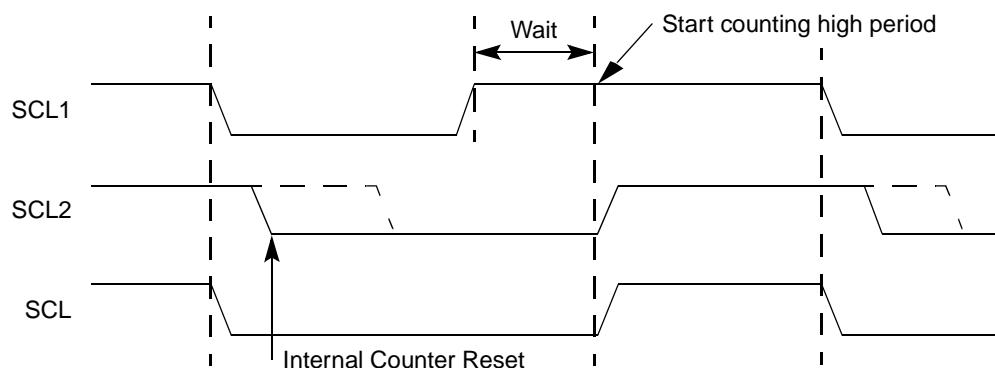 Wait
Start counting high period
SCL1
SCL2
SCL
Internal Counter Reset